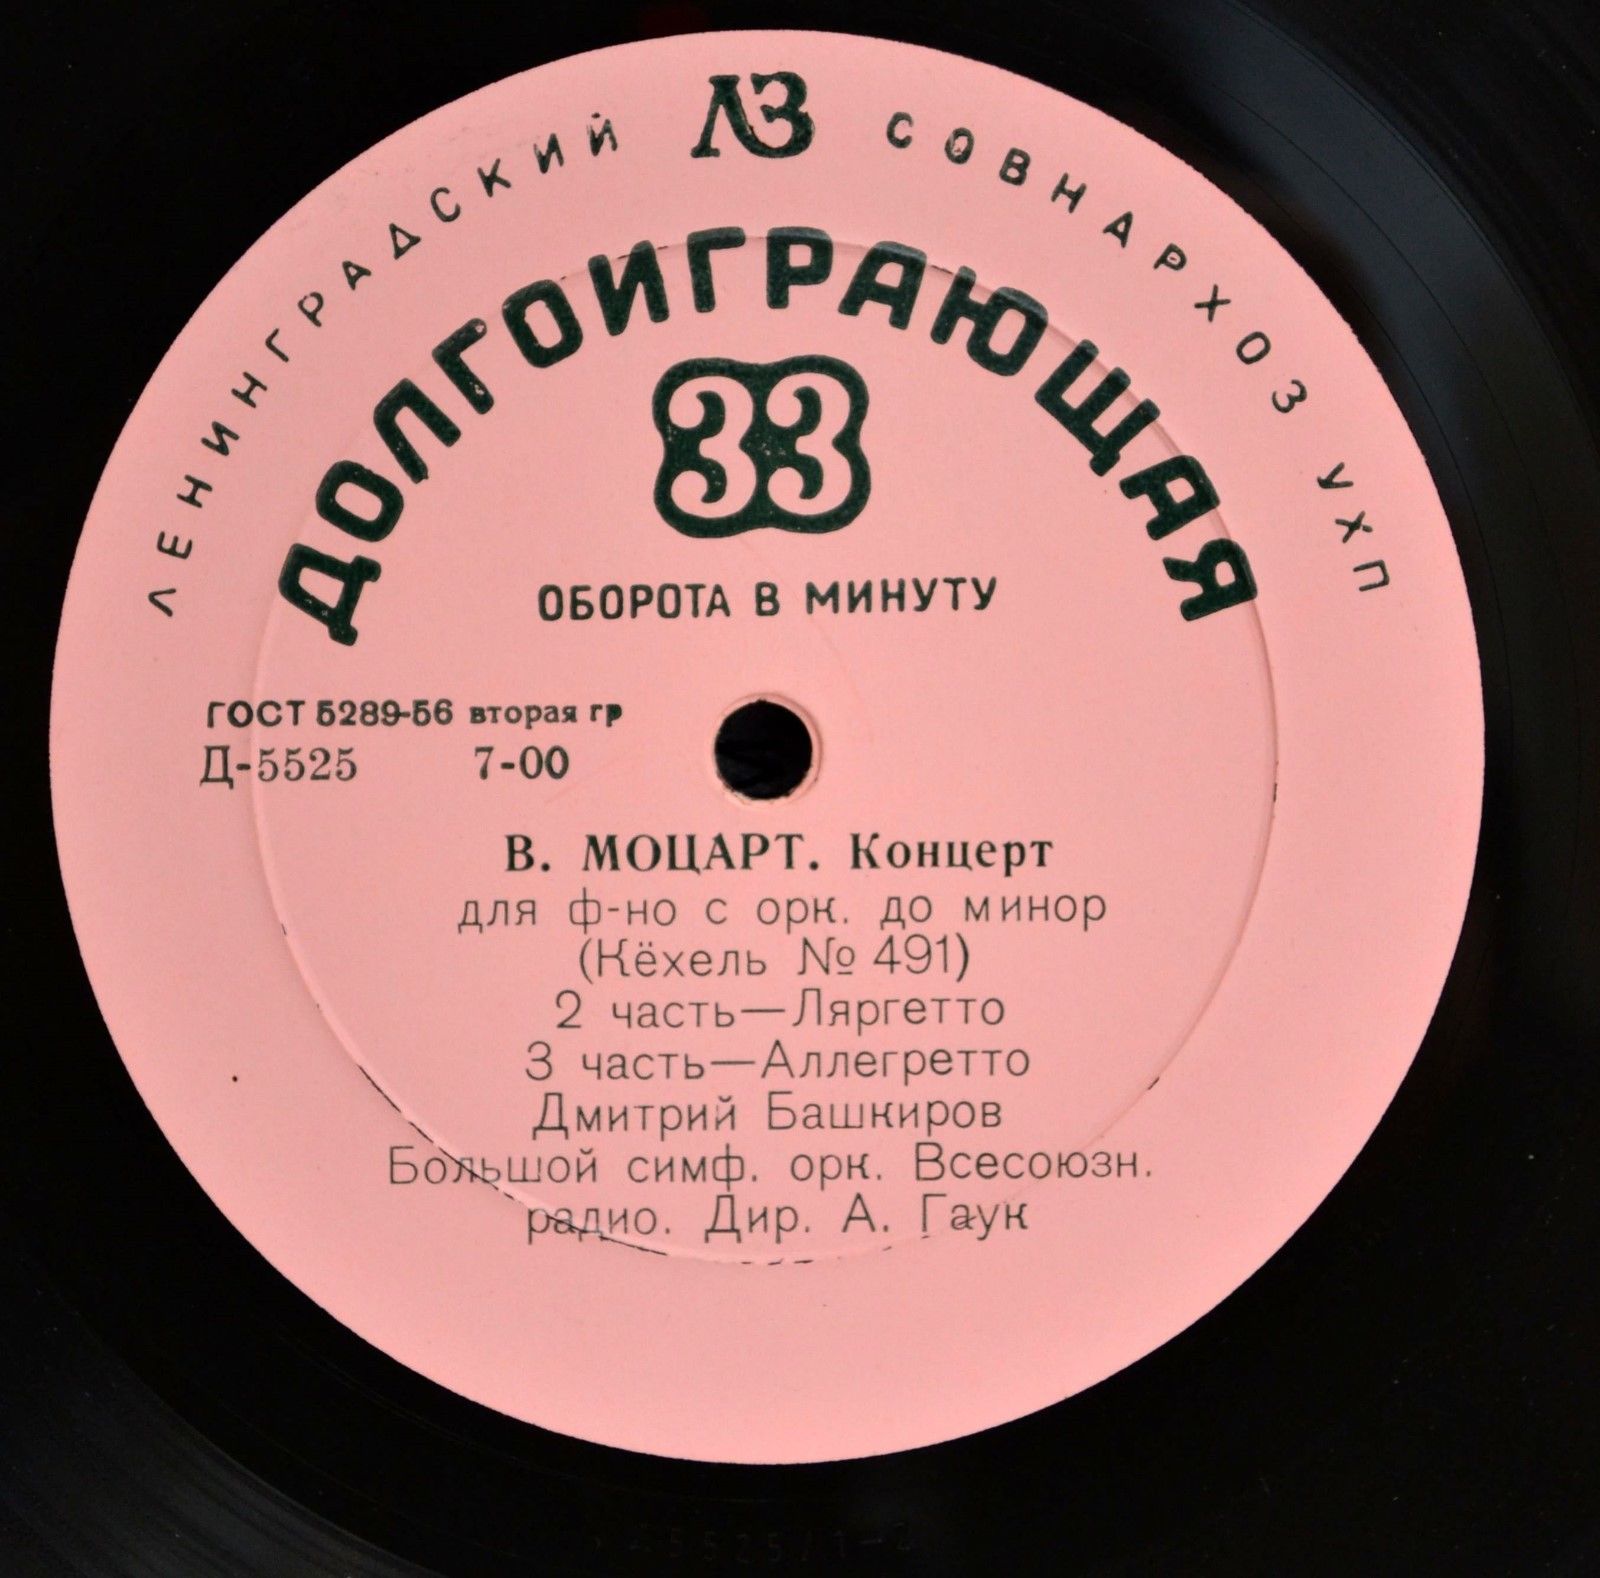 ЛЕНИНГРАДСКИЙ ЛЗ СОВНАРХОЗ УХП
ДОЛГОИГРАЮЩАЯ
33
ОБОРОТА В МИНУТУ
ГОСТ 5289-56 вторая гр
Д-5525 7-00
В. МОЦАРТ. Концерт
для ф-но с орк. до минор
(Кёхель № 491)
2 часть—Ляргетто
3 часть—Аллегретто
Дмитрий Башкиров
Большой симф. орк. Всесоюзн.
радио. Дир. А. Гаук